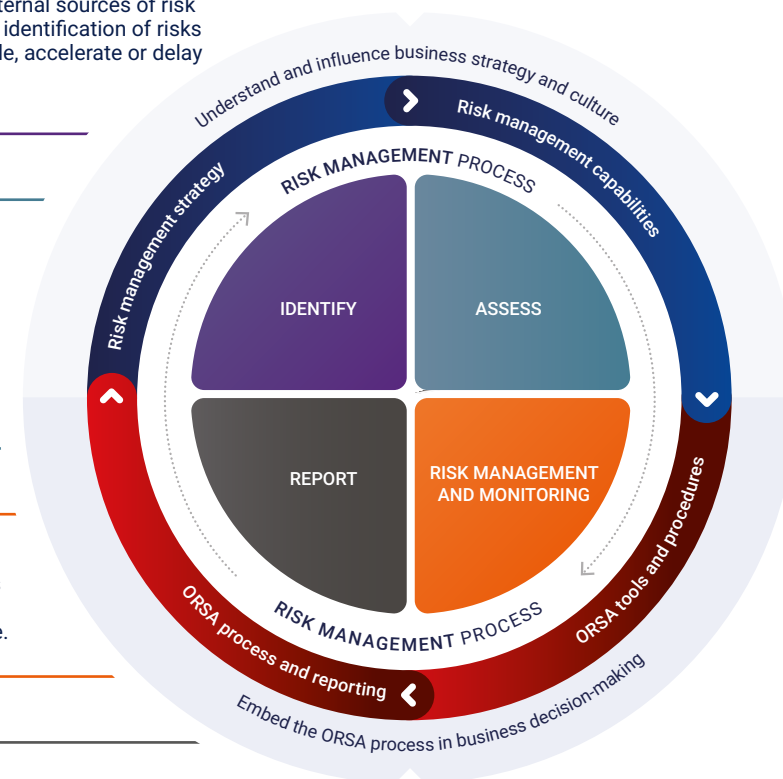 ternal sources of risk
identification of risks
le, accelerate or delay
Understand and influence business strategy and culture
Risk management strategy
Risk management capabilities
RISK MANAGEMENT PROCESS
IDENTIFY
ASSESS
REPORT
RISK MANAGEMENT
AND MONITORING
e.
RISK MANAGEMENT PROCESS
ORSA process and reporting
ORSA tools and procedures
Embed the ORSA process in business decision-making